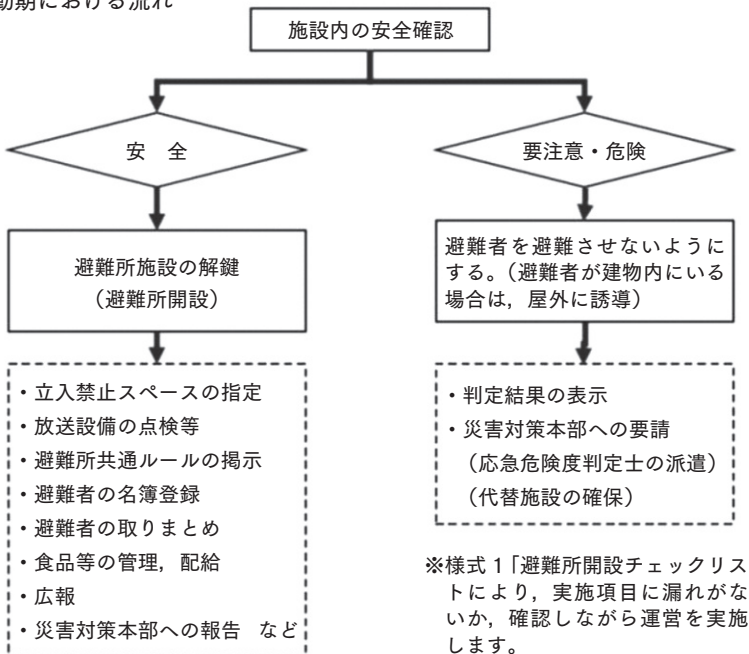 動期における流れ
施設内の安全確認
安　全
要注意・危険
避難所施設の解鍵
（避難所開設）
避難者を避難させないように
する。（避難者が建物内にいる
場合は，屋外に誘導）
・立入禁止スペースの指定
・放送設備の点検等
・避難所共通ルールの掲示
・避難者の名簿登録
・避難者の取りまとめ
・食品等の管理，配給
・広報
・災害対策本部への報告　など
・判定結果の表示
・災害対策本部への要請
（応急危険度判定士の派遣）
（代替施設の確保）
※様式１「避難所開設チェックリス
トにより，実施項目に漏れがな
いか，確認しながら運営を実施
します。